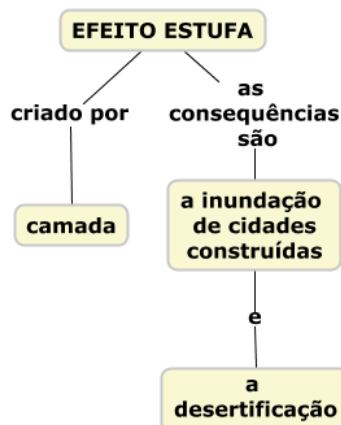 EFEITO ESTUFA
criado por
as
consequências
são
camada
a inundação
de cidades
construídas
e
a
desertificação